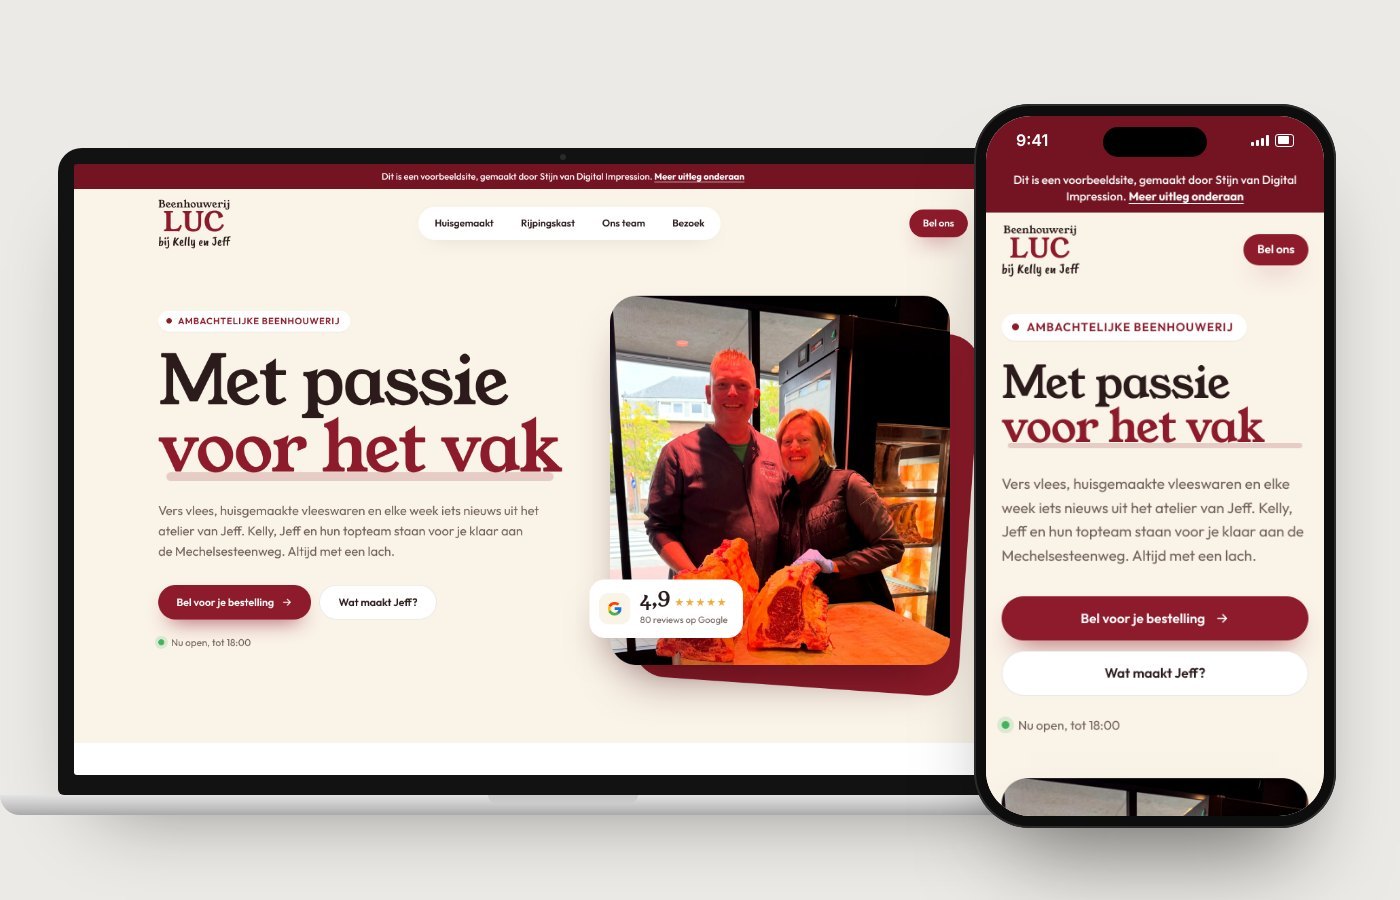 Dit is een voorbeeldsite, gemaakt door Stijn van Digital Impression. Meer uitleg onderaan
Beenhouwerij
LUC
bij Kelly en Jeff
Huisgemaakt Rijpingskast Ons team Bezoek
Bel ons
AMBACHTELIJKE BEENHOUWERIJ
Met passie
voor het vak
Vers vlees, huisgemaakte vleeswaren en elke week iets nieuws uit het
atelier van Jeff. Kelly, Jeff en hun topteam staan voor je klaar aan
de Mechelsesteenweg. Altijd met een lach.
Bel voor je bestelling →
Wat maakt Jeff?
Nu open, tot 18:00
4,9 ★★★★★
80 reviews op Google
9:41
Dit is een voorbeeldsite, gemaakt door Stijn van Digital
Impression. Meer uitleg onderaan
Beenhouwerij
LUC
bij Kelly en Jeff
Bel ons
AMBACHTELIJKE BEENHOUWERIJ
Met passie
voor het vak
Vers vlees, huisgemaakte vleeswaren en elke
week iets nieuws uit het atelier van Jeff. Kelly,
Jeff en hun topteam staan voor je klaar aan de
Mechelsesteenweg. Altijd met een lach.
Bel voor je bestelling →
Wat maakt Jeff?
Nu open, tot 18:00